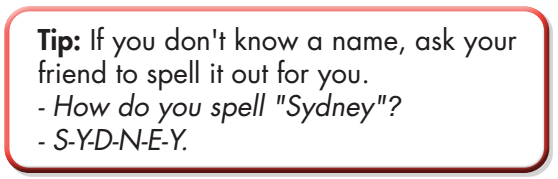 Tip: If you don't know a name, ask your
friend to spell it out for you.
- How do you spell "Sydney"?
- S-Y-D-N-E-Y.